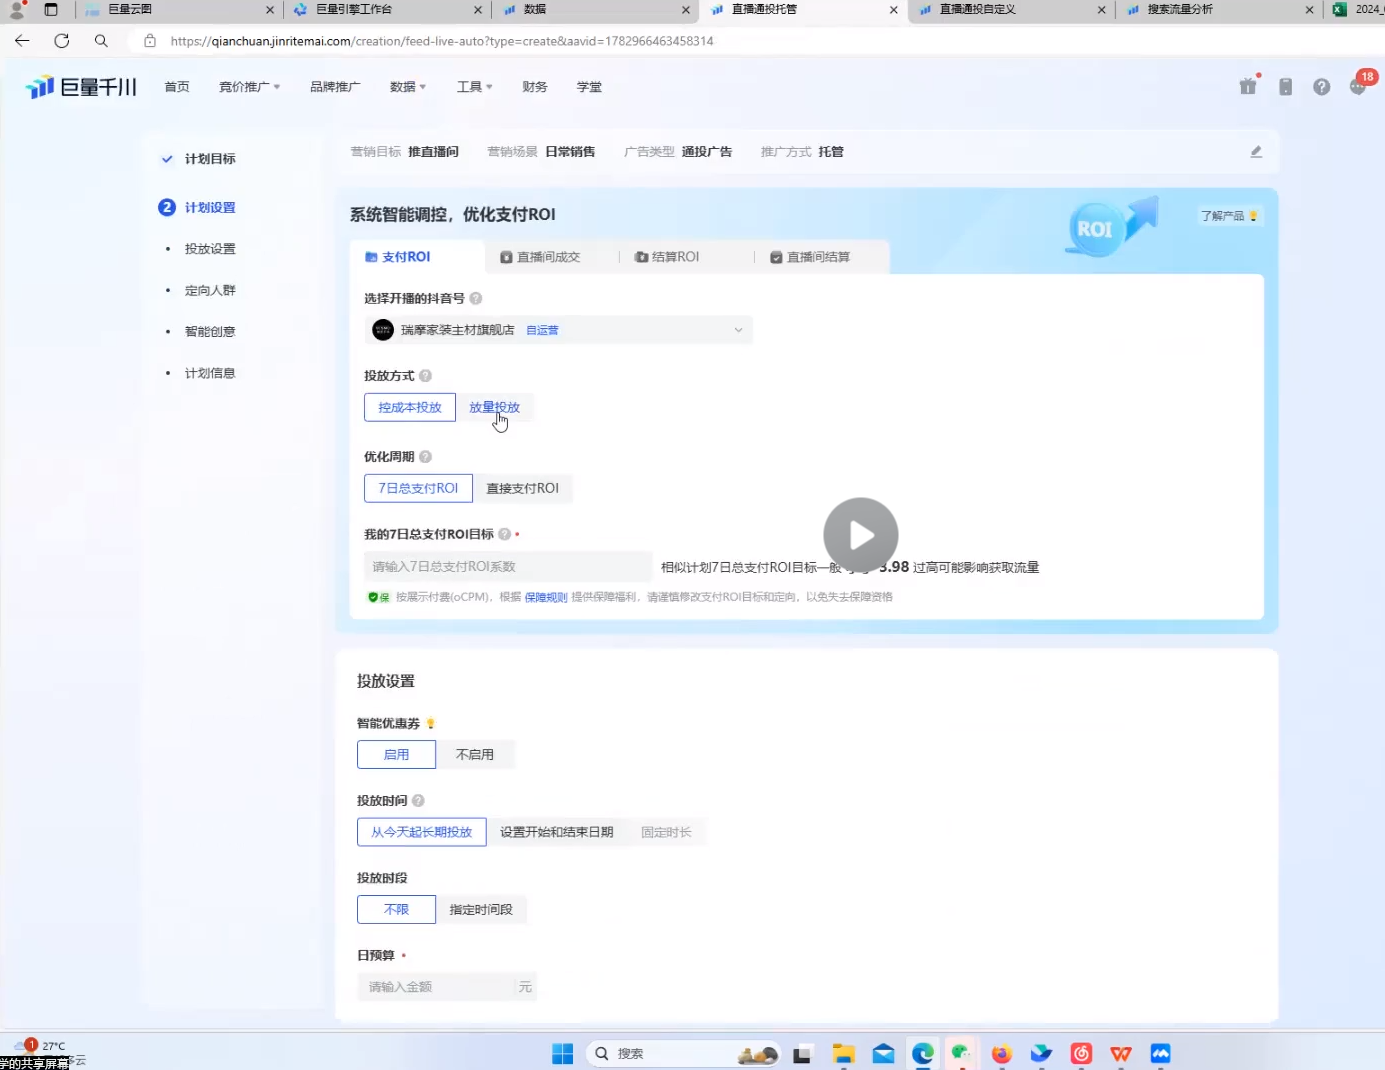 巨量云图
巨量引擎工作台
数据
直播通投托管
直播通投自定义
搜索流量分析
2024_
https://qianchuan.jinritemai.com/creation/feed-live-auto?type=create&aavid=1782966463458314
巨量千川
首页
竞价推广
品牌推广
数据
工具
财务
学堂
18
计划目标
2 计划设置
投放设置
定向人群
智能创意
计划信息
营销目标 推直播间 营销场景 日常销售 广告类型 通投广告 推广方式 托管
系统智能调控，优化支付ROI
ROI
了解产品
支付ROI
直播间成交
结算ROI
直播间结算
选择开播的抖音号
瑞摩家装主材旗舰店 自运营
投放方式
控成本投放 放量投放
优化周期
7日总支付ROI 直接支付ROI
我的7日总支付ROI目标
请输入7日总支付ROI系数
相似计划7日总支付ROI目标一般 3.98 过高可能影响获取流量
保 按展示付费(oCPM)，根据 保障规则 提供保障福利，请谨慎修改支付ROI目标和定向，以免失去保障资格
投放设置
智能优惠券
启用 不启用
投放时间
从今天起长期投放 设置开始和结束日期 固定时长
投放时段
不限 指定时间段
日预算
请输入金额 元
1
27°C
多云
学的共享屏幕
搜索